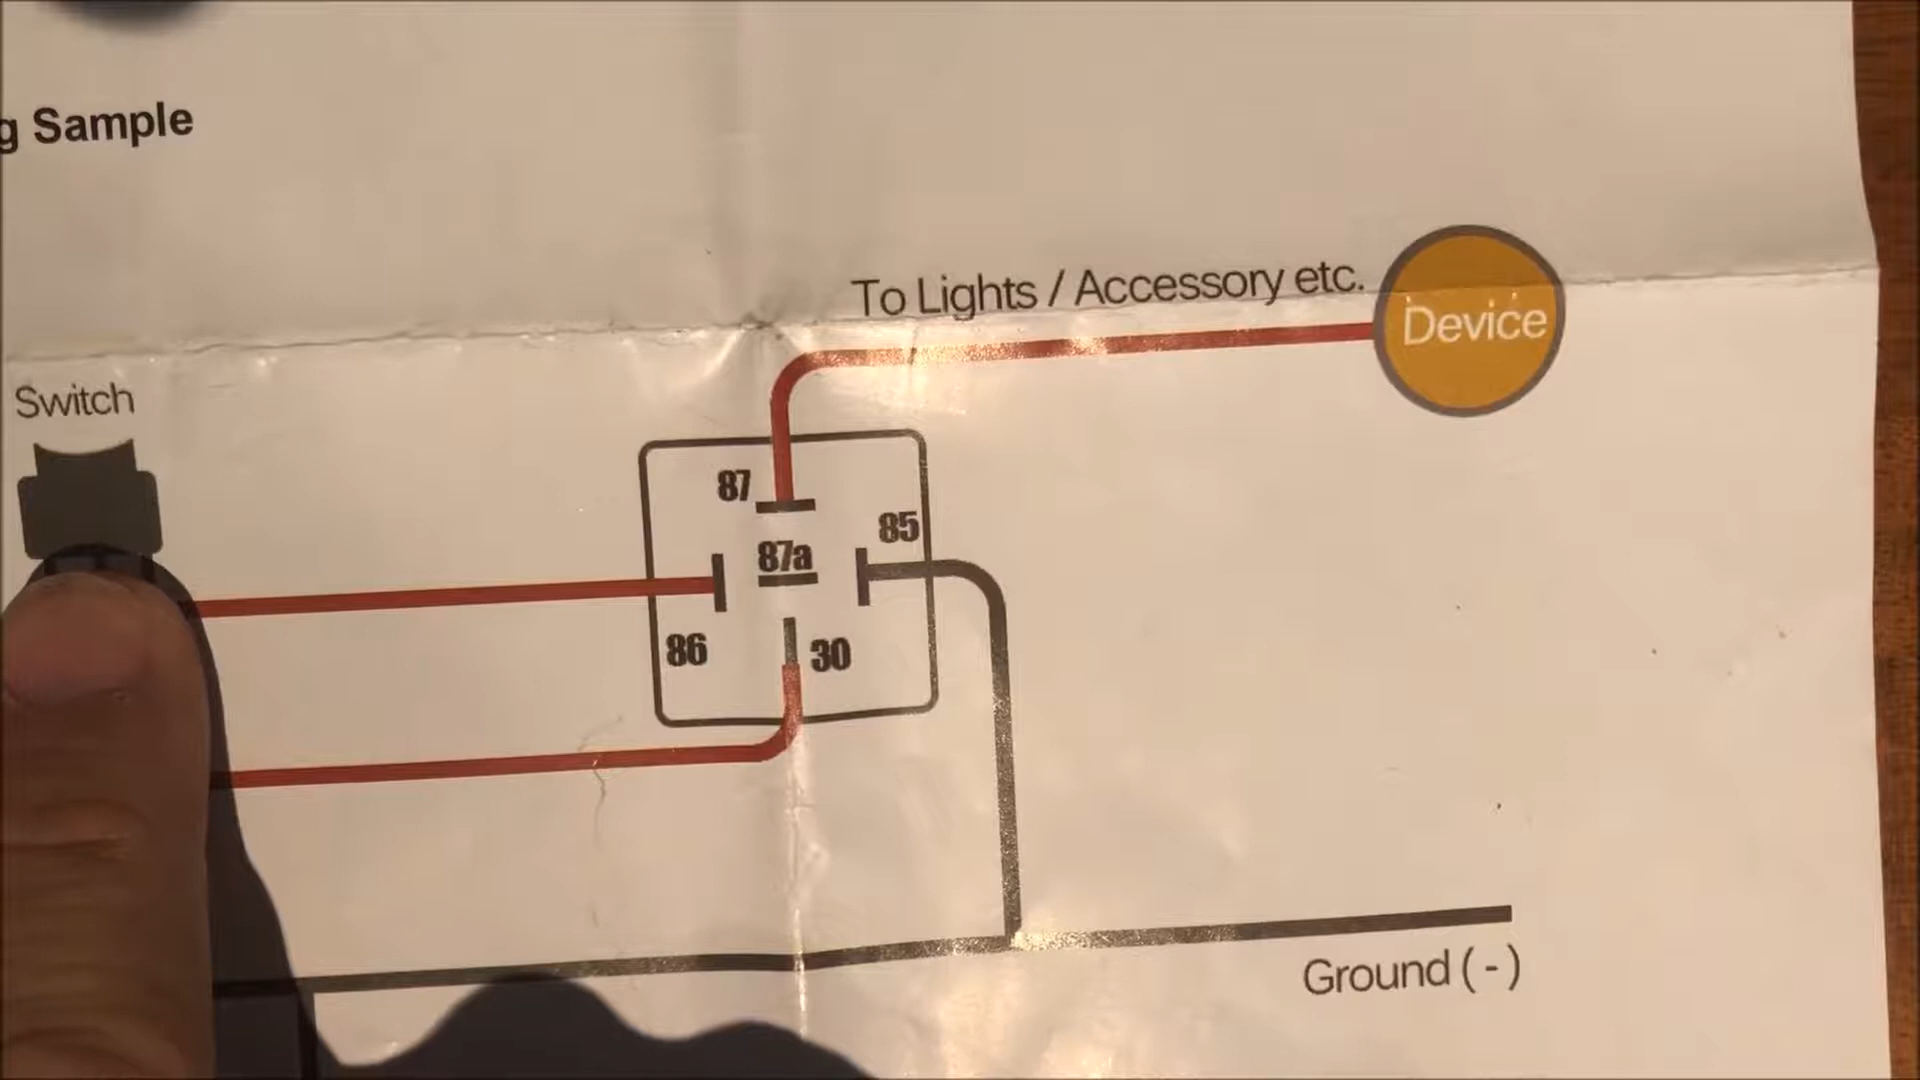 g Sample
To Lights / Accessory etc.
Device
Switch
87
85
87a
86
30
Ground (-)